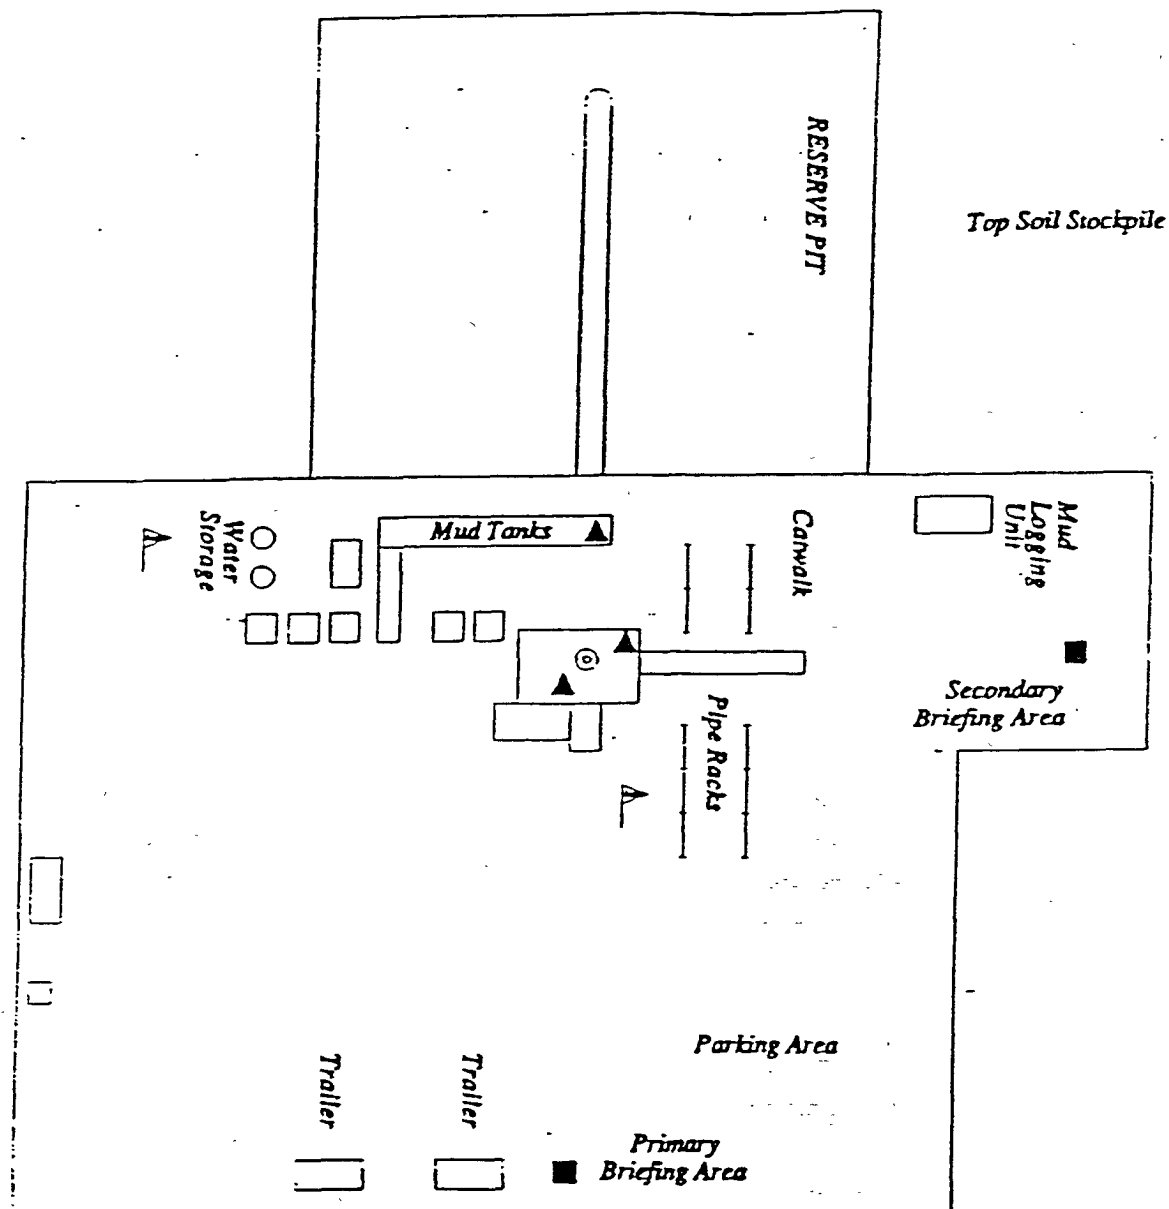 RESERVE PIT
Top Soil Stockpile
Mud Tanks
Water
Storage
Catwalk
Mud
Logging
Unit
Secondary
Briefing Area
Pipe Racks
Parking Area
Trailer
Trailer
Primary
Briefing Area